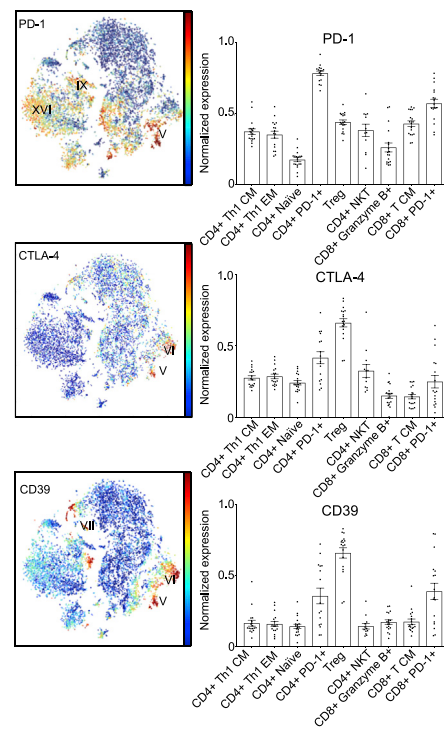 PD-1
IX
XVI
V
PD-1
Normalized expression
1.0
0.5
0
CD4+ Th1 CM
CD4+ Th1 EM
CD4+ Naïve
CD4+ PD-1+
Treg
CD4+ NKT
CD8+ Granzyme B+
CD8+ T CM
CD8+ PD-1+
CTLA-4
VI
V
CTLA-4
Normalized expression
1.0
0.5
0
CD4+ Th1 CM
CD4+ Th1 EM
CD4+ Naïve
CD4+ PD-1+
Treg
CD4+ NKT
CD8+ Granzyme B+
CD8+ T CM
CD8+ PD-1+
CD39
VII
VI
V
CD39
Normalized expression
1.0
0.5
0
CD4+ Th1 CM
CD4+ Th1 EM
CD4+ Naïve
CD4+ PD-1+
Treg
CD4+ NKT
CD8+ Granzyme B+
CD8+ T CM
CD8+ PD-1+